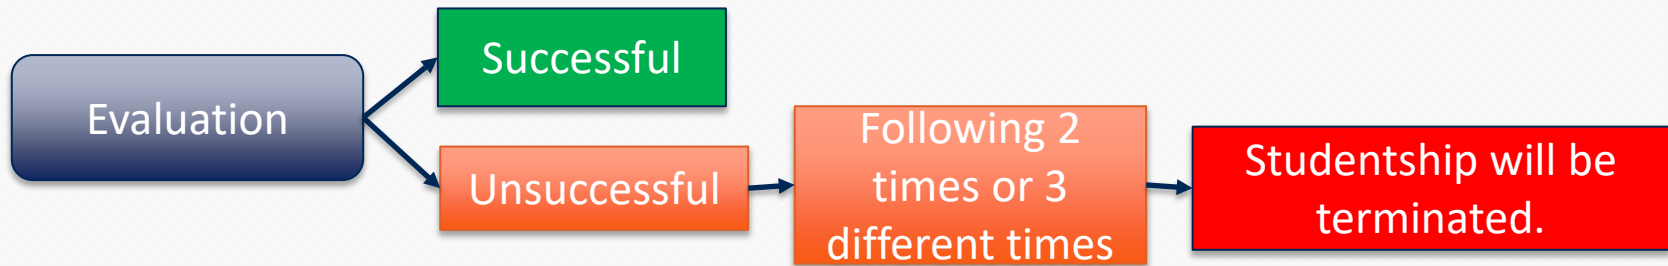 Evaluation
Successful
Unsuccessful
Following 2
times or 3
different times
Studentship will be
terminated.